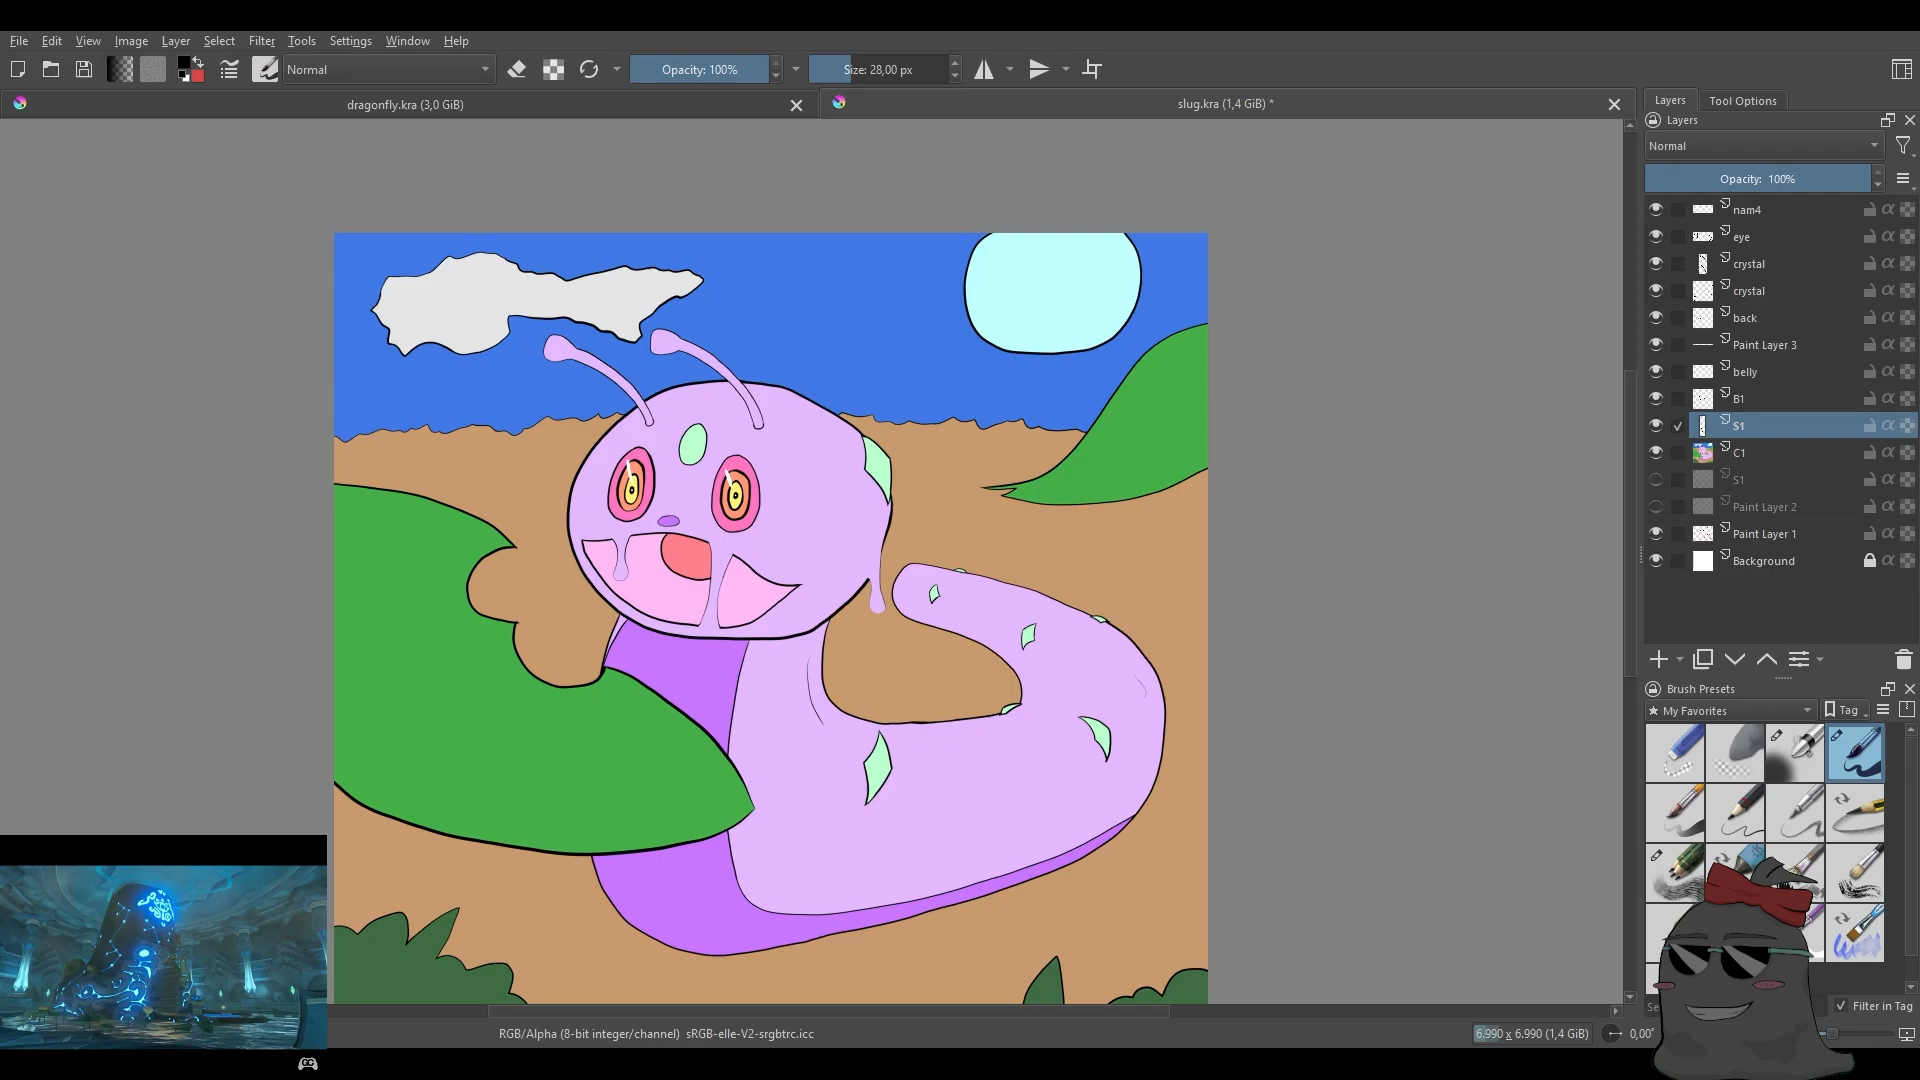 File Edit View Image Layer Select Filter Tools Settings Window Help
Normal Opacity: 100% Size: 28,00 px
dragonfly.kra (3,0 GiB) slug.kra (1,4 GiB) *
Layers Tool Options
Layers
Normal
Opacity: 100%
nam4
eye
crystal
crystal
back
Paint Layer 3
belly
B1
S1
C1
S1
Paint Layer 2
Paint Layer 1
Background
Brush Presets
My Favorites Tag
Filter in Tag
RGB/Alpha (8-bit integer/channel) sRGB-elle-V2-srgbtrc.icc 6.990 x 6.990 (1,4 GiB) 0,00°